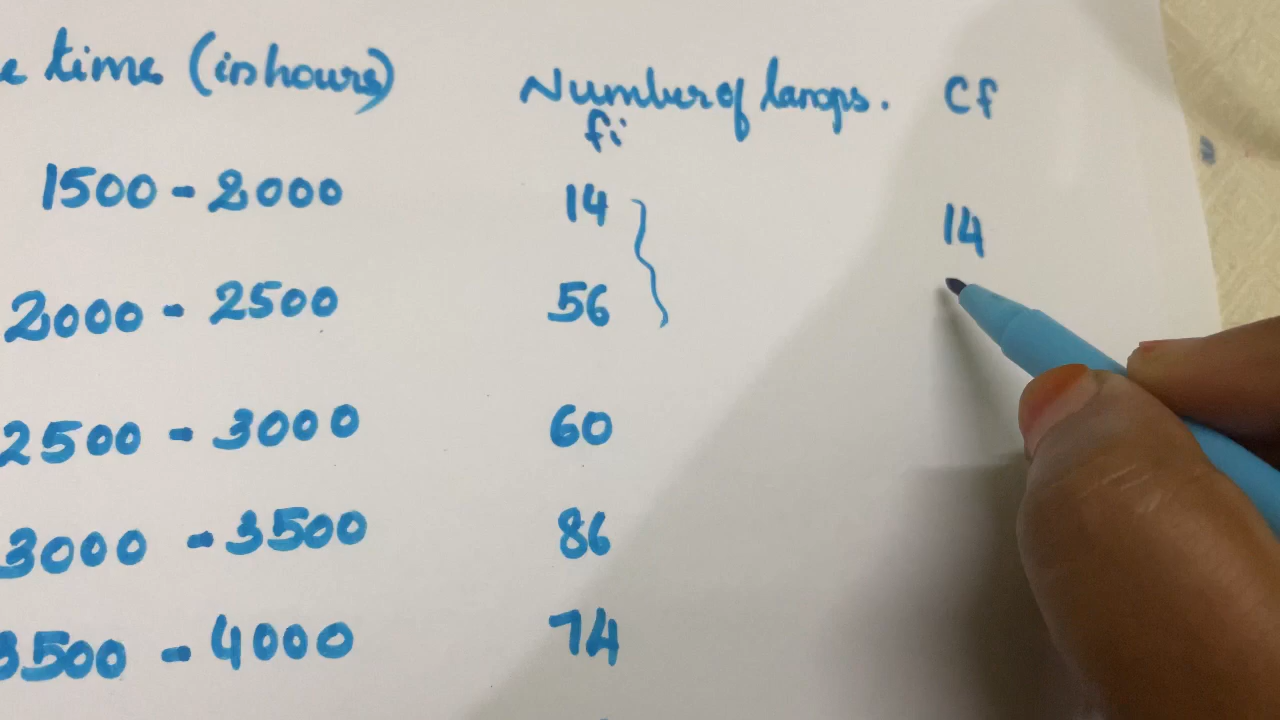 e time (in hours) Number of lamps. Cf
fi
1500 - 2000 14 14
2000 - 2500 56
2500 - 3000 60
3000 - 3500 86
3500 - 4000 74